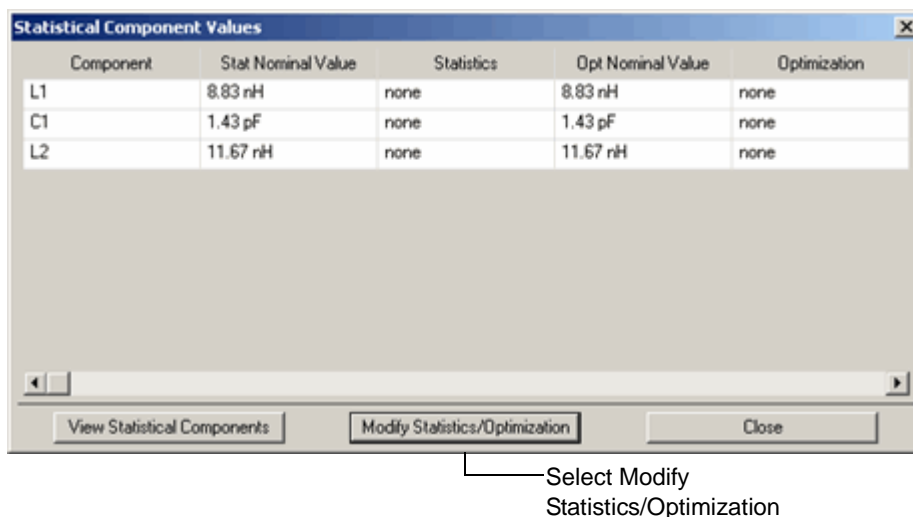 Statistical Component Values
Component Stat Nominal Value Statistics Opt Nominal Value Optimization
L1 8.83 nH none 8.83 nH none
C1 1.43 pF none 1.43 pF none
L2 11.67 nH none 11.67 nH none
View Statistical Components Modify Statistics/Optimization Close
Select Modify
Statistics/Optimization